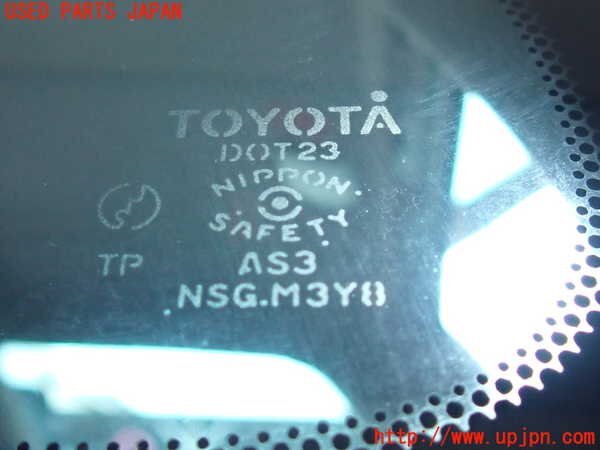 USED PARTS JAPAN
TOYOTA
DOT23
NIPPON.
SAFETY
TP
AS3
NSG.M3Y8
http://www.upjpn.com/